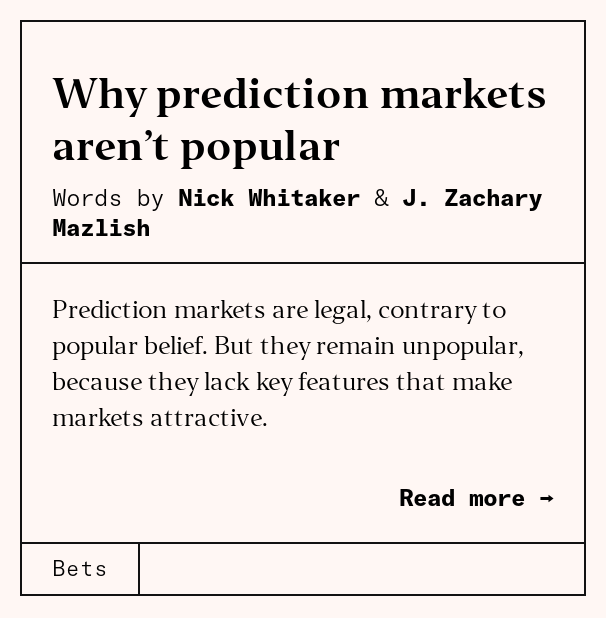 Why prediction markets
aren’t popular
Words by Nick Whitaker & J. Zachary
Mazlish
Prediction markets are legal, contrary to
popular belief. But they remain unpopular,
because they lack key features that make
markets attractive.
Read more →
Bets